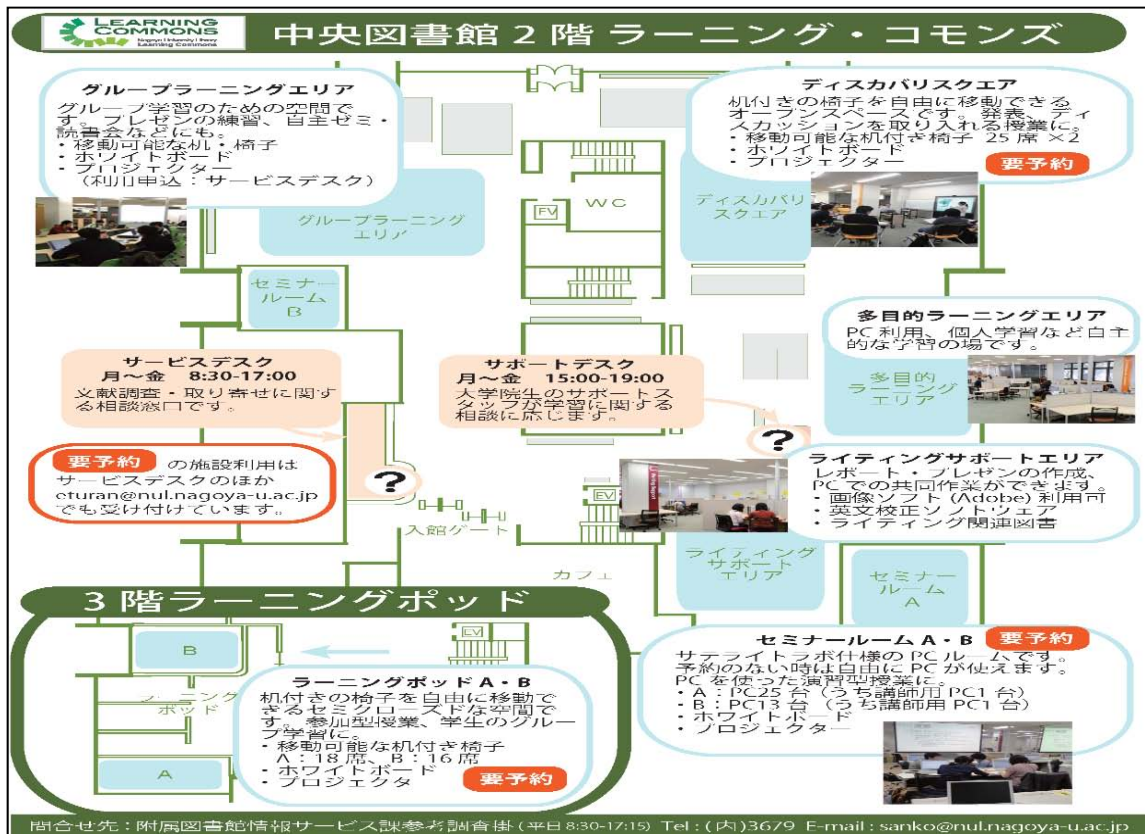 LEARNING
COMMONS
Nagoya University Library
Learning Commons
中央図書館2階 ラーニング・コモンズ
グループラーニングエリア
グループ学習のための空間で
す。プレゼンの練習、自主ゼミ・
読書会などにも。
・移動可能な机・椅子
・ホワイトボード
・プロジェクター
(利用申込：サービスデスク)
ディスカバリスクエア
机付きの椅子を自由に移動できる
オープンスペースです。発表、ディ
スカッションを取り入れる授業に。
・移動可能な机付き椅子 25席×2
・ホワイトボード
・プロジェクター
要予約
グループラーニング
エリア
WC
EV
ディスカバリ
スクエア
セミナー
ルーム
B
多目的ラーニングエリア
PC利用、個人学習など自主
的な学習の場です。
多目的
ラーニング
エリア
サービスデスク
月～金 8:30-17:00
文献調査・取り寄せに関す
る相談窓口です。
サポートデスク
月～金 15:00-19:00
大学院生のサポートス
タッフが学習に関する
相談に応じます。
?
?
要予約 の施設利用は
サービスデスクのほか
eturan@nul.nagoya-u.ac.jp
でも受け付けています。
ライティングサポートエリア
レポート・プレゼンの作成、
PCでの共同作業ができます。
・画像ソフト(Adobe)利用可
・英文校正ソフトウェア
・ライティング関連図書
EV
入館ゲート
カフェ
ライティング
サポート
エリア
セミナー
ルーム
A
3階ラーニングポッド
B
EV
ラーニング
ポッド
A
ラーニングポッドA・B
机付きの椅子を自由に移動で
きるセミクローズドな空間で
す。参加型授業、学生のグルー
プ学習に。
・移動可能な机付き椅子
A：18席、B：16席
・ホワイトボード
・プロジェクタ
要予約
セミナールームA・B 要予約
サテライトラボ仕様のPCルームです。
予約のない時は自由にPCが使えます。
PCを使った演習型授業に。
・A：PC25台（うち講師用PC1台）
・B：PC13台（うち講師用PC1台）
・ホワイトボード
・プロジェクター
問合せ先：附属図書館情報サービス課参考調査掛(平日8:30-17:15) Tel：(内)3679 E-mail：sanko@nul.nagoya-u.ac.jp